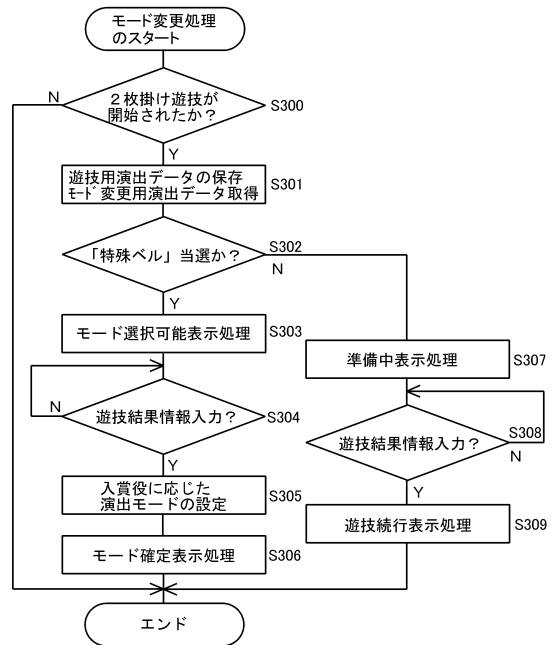 モード変更処理
のスタート
N
2枚掛け遊技が
開始されたか？
S300
Y
遊技用演出データの保存
モード変更用演出データ取得
S301
「特殊ベル」当選か？
S302
N
Y
モード選択可能表示処理
S303
準備中表示処理
S307
N
遊技結果情報入力？
S304
遊技結果情報入力？
S308
N
Y
入賞役に応じた
演出モードの設定
S305
Y
遊技続行表示処理
S309
モード確定表示処理
S306
エンド